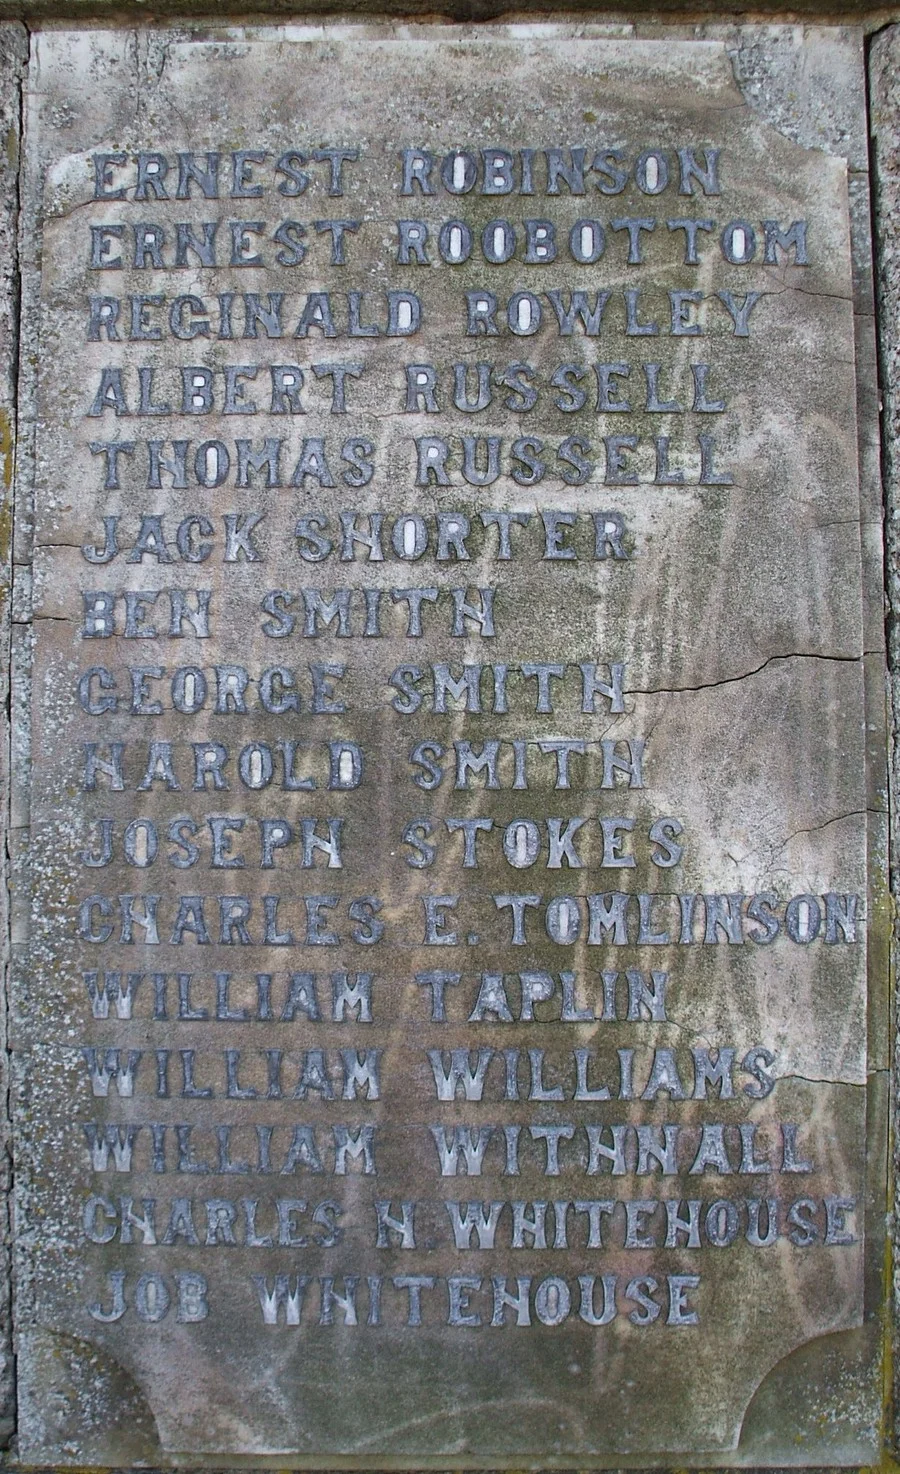 ERNEST ROBINSON
ERNEST ROOBOTTOM
REGINALD ROWLEY
ALBERT RUSSELL
THOMAS RUSSELL
JACK SHORTER
BEN SMITH
GEORGE SMITH
HAROLD SMITH
JOSEPH STOKES
CHARLES E. TOMLINSON
WILLIAM TAPLIN
WILLIAM WILLIAMS
WILLIAM WITHNALL
CHARLES H WHITEHOUSE
JOB WHITEHOUSE